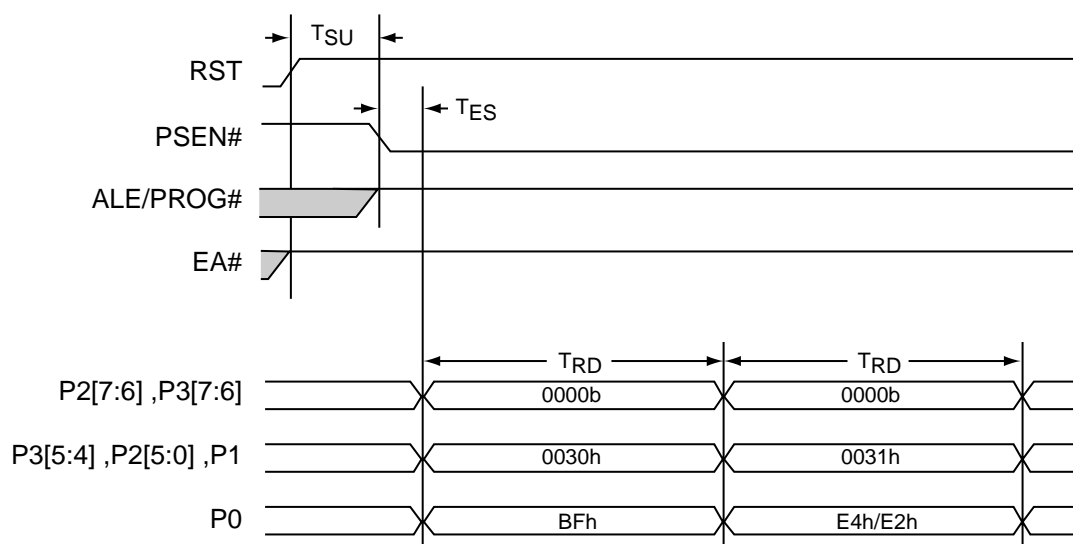 TSU
RST
TES
PSEN#
ALE/PROG#
EA#
TRD TRD
P2[7:6] ,P3[7:6] 0000b 0000b
P3[5:4] ,P2[5:0] ,P1 0030h 0031h
P0 BFh E4h/E2h